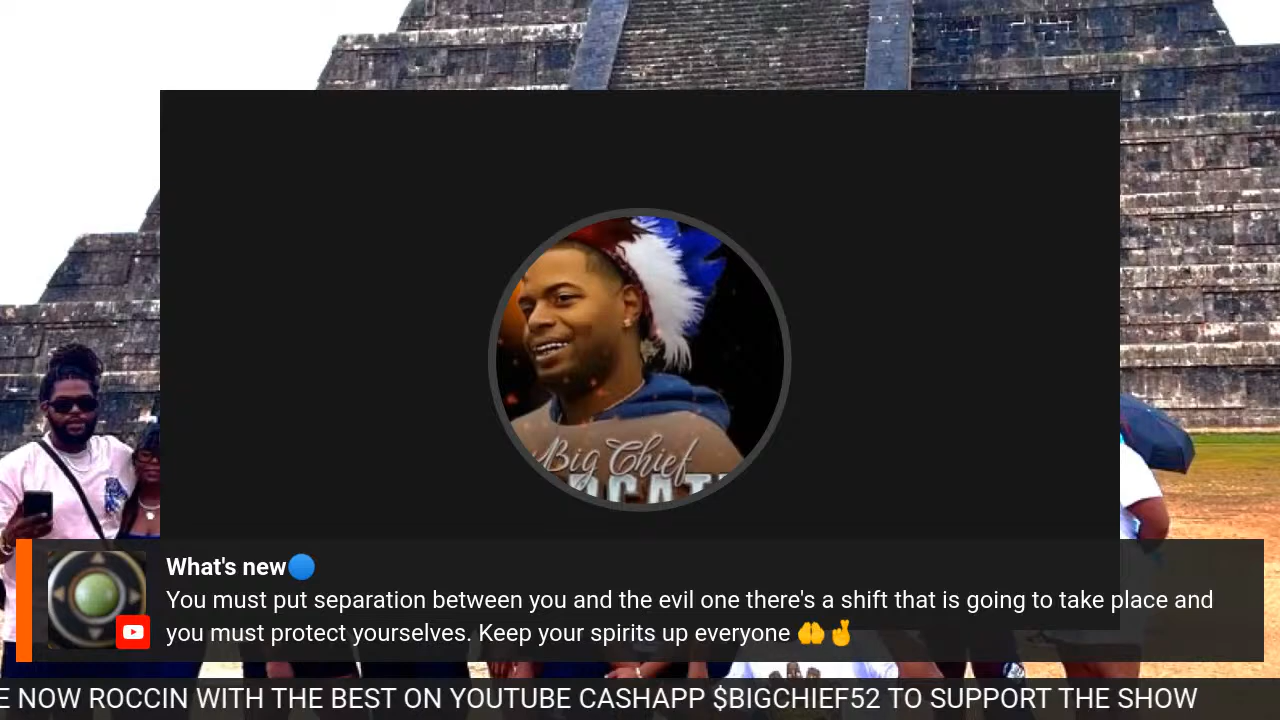 Big Chief
What's new🔵
You must put separation between you and the evil one there's a shift that is going to take place and
you must protect yourselves. Keep your spirits up everyone 🤲🤞
NOW ROCCIN WITH THE BEST ON YOUTUBE CASHAPP $BIGCHIEF52 TO SUPPORT THE SHOW